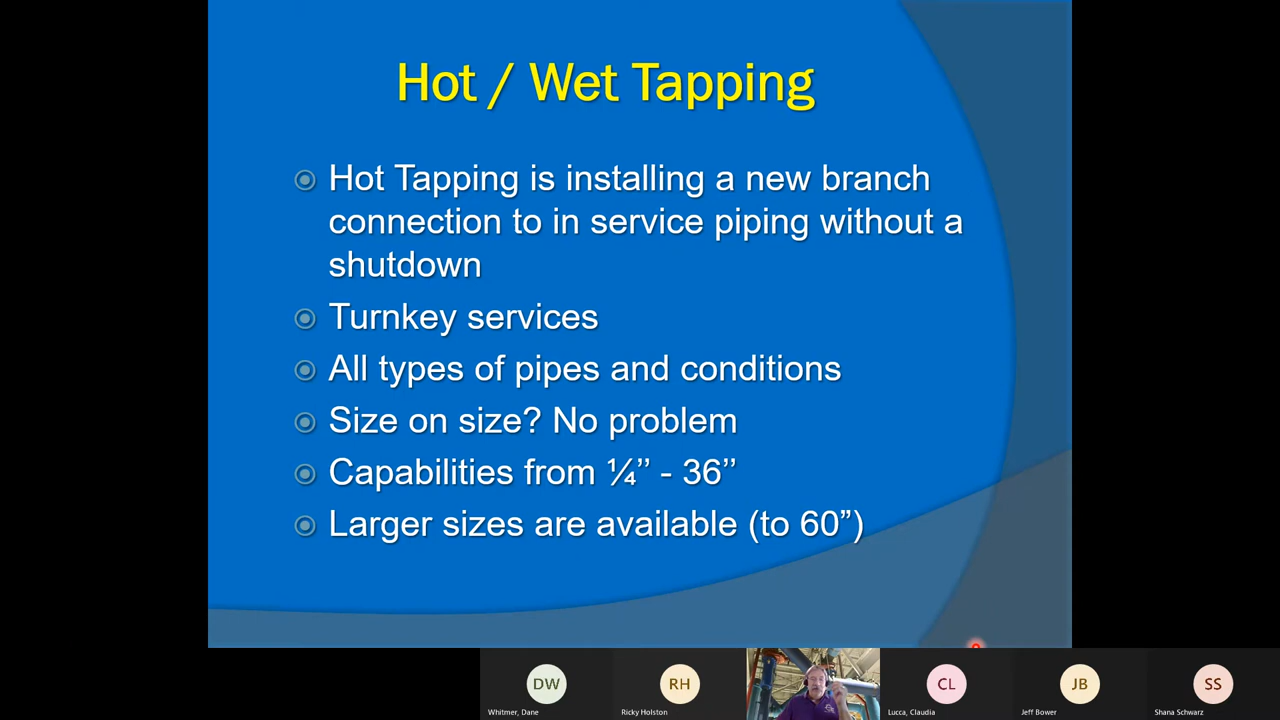 Hot / Wet Tapping
Hot Tapping is installing a new branch
connection to in service piping without a
shutdown
Turnkey services
All types of pipes and conditions
Size on size? No problem
Capabilities from ¼’’ - 36’’
Larger sizes are available (to 60”)
DW
RH
CL
JB
SS
Whitmer, Dane
Ricky Holston
Lucca, Claudia
Jeff Bower
Shana Schwarz